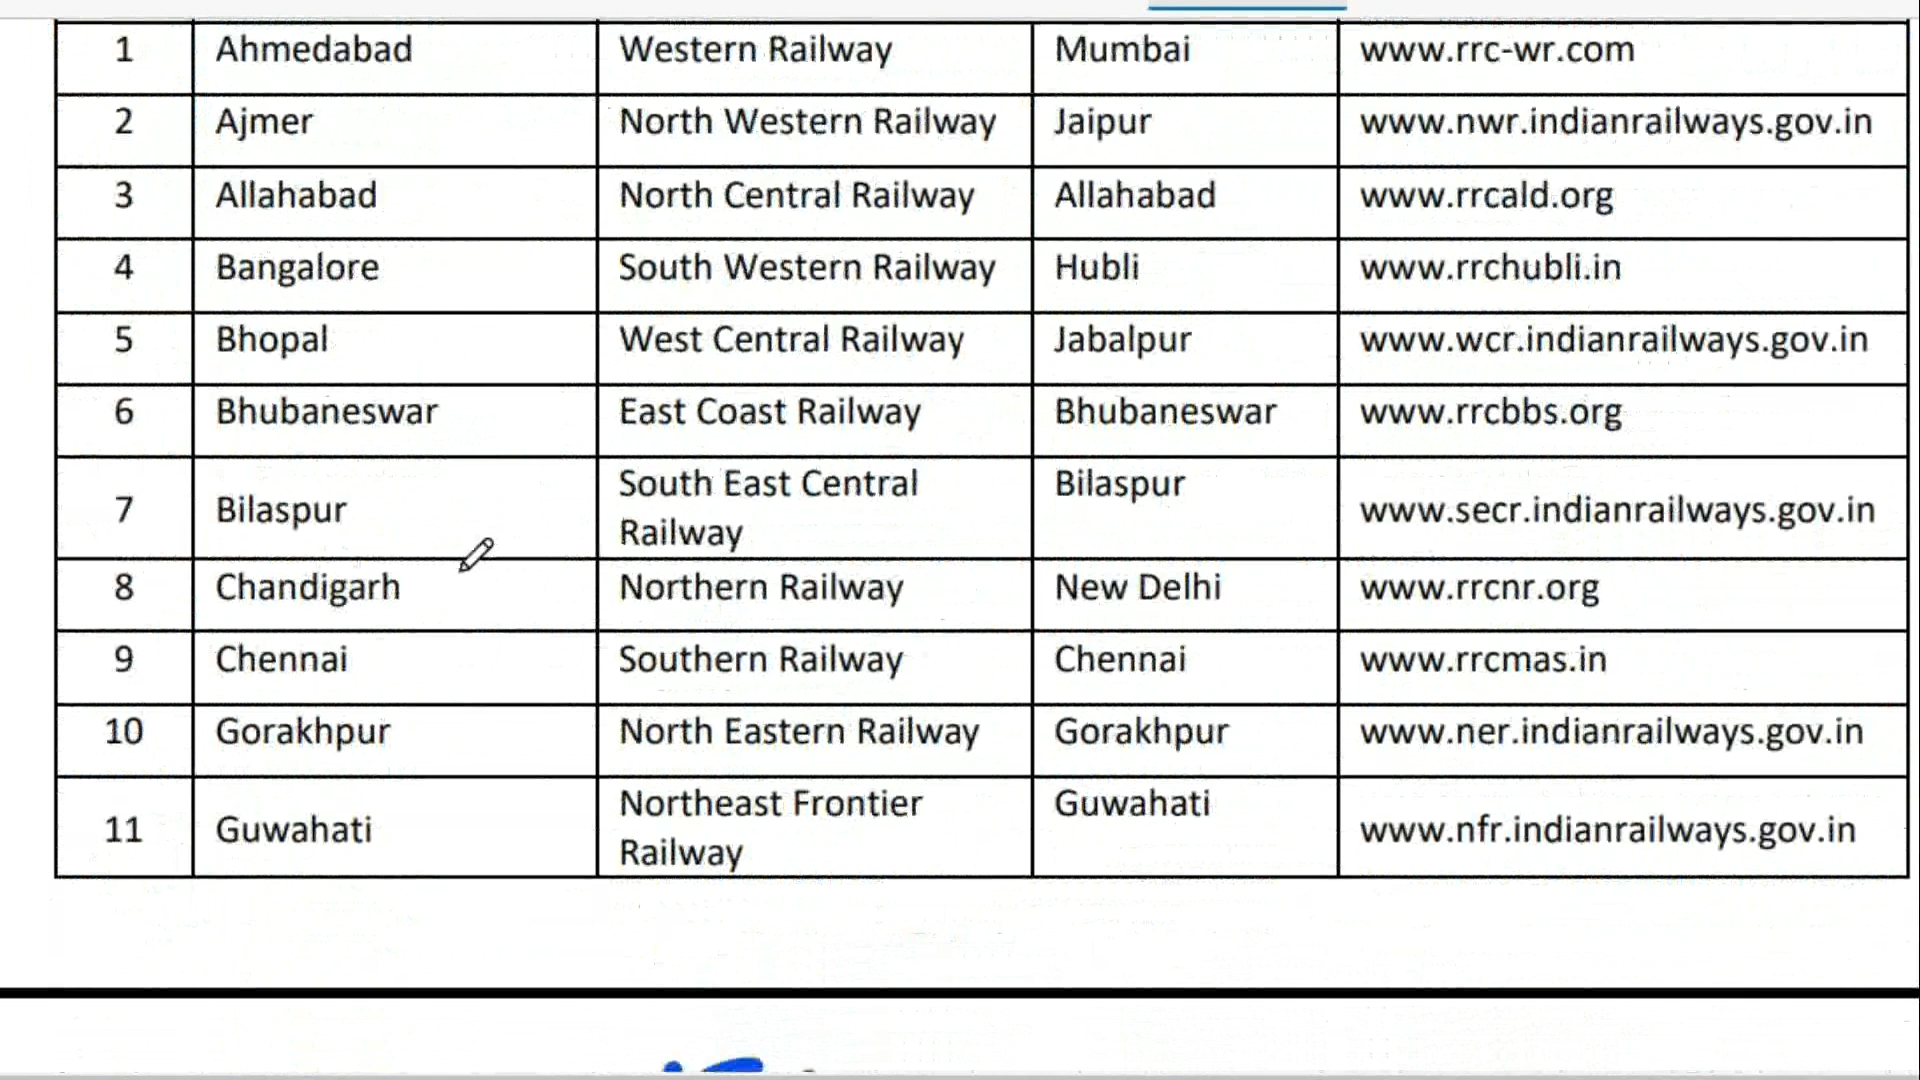 1 Ahmedabad Western Railway Mumbai www.rrc-wr.com
2 Ajmer North Western Railway Jaipur www.nwr.indianrailways.gov.in
3 Allahabad North Central Railway Allahabad www.rrcald.org
4 Bangalore South Western Railway Hubli www.rrchubli.in
5 Bhopal West Central Railway Jabalpur www.wcr.indianrailways.gov.in
6 Bhubaneswar East Coast Railway Bhubaneswar www.rrcbbs.org
7 Bilaspur South East Central Railway Bilaspur www.secr.indianrailways.gov.in
8 Chandigarh Northern Railway New Delhi www.rrcnr.org
9 Chennai Southern Railway Chennai www.rrcmas.in
10 Gorakhpur North Eastern Railway Gorakhpur www.ner.indianrailways.gov.in
11 Guwahati Northeast Frontier Railway Guwahati www.nfr.indianrailways.gov.in